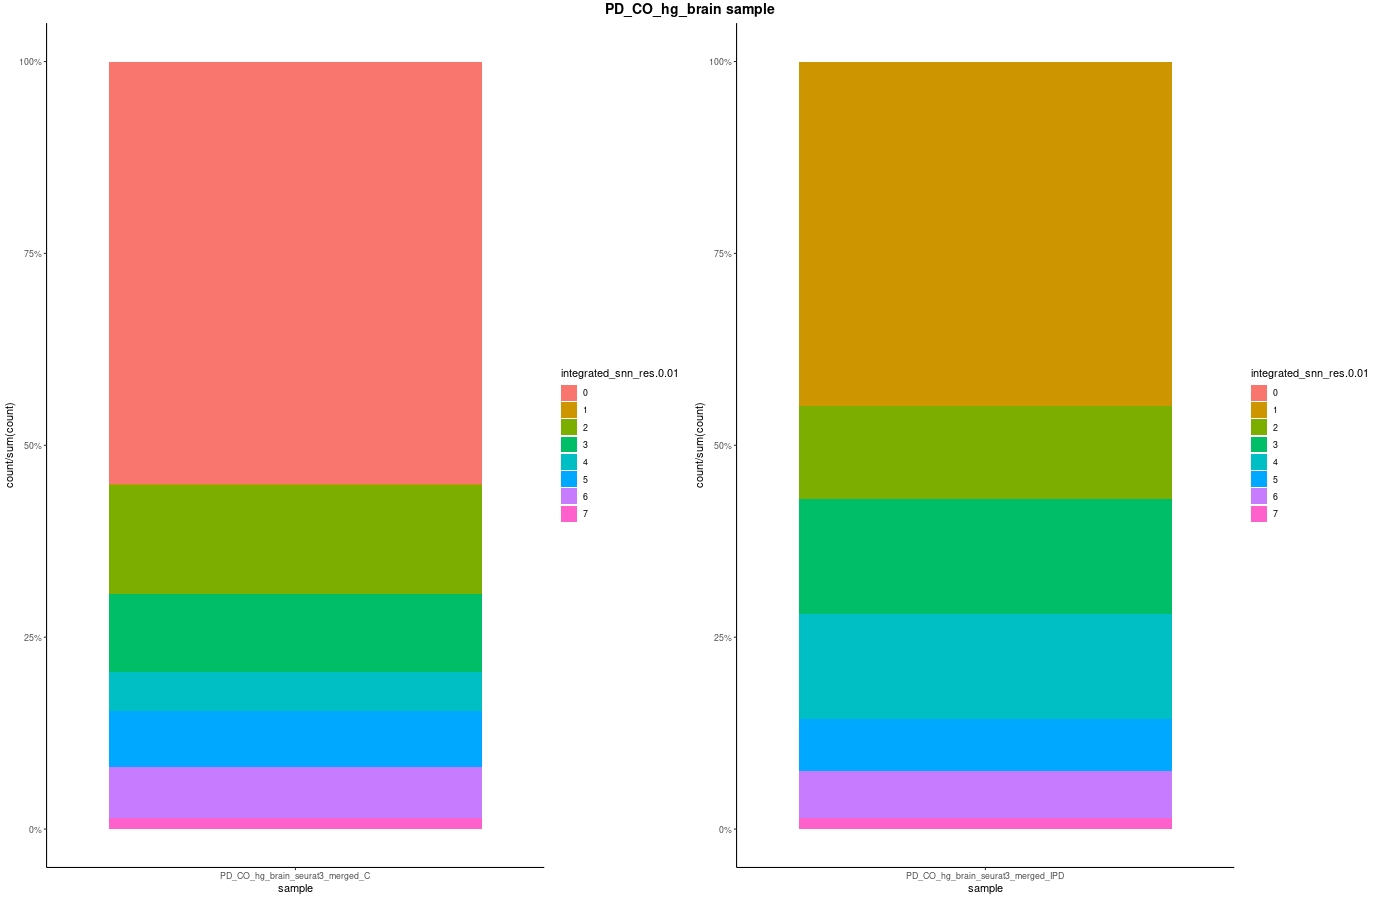 PD_CO_hg_brain sample
count/sum(count)
100%
75%
50%
25%
0%
PD_CO_hg_brain_seurat3_merged_C
sample
integrated_snn_res.0.01
0
1
2
3
4
5
6
7
count/sum(count)
100%
75%
50%
25%
0%
PD_CO_hg_brain_seurat3_merged_IPD
sample
integrated_snn_res.0.01
0
1
2
3
4
5
6
7